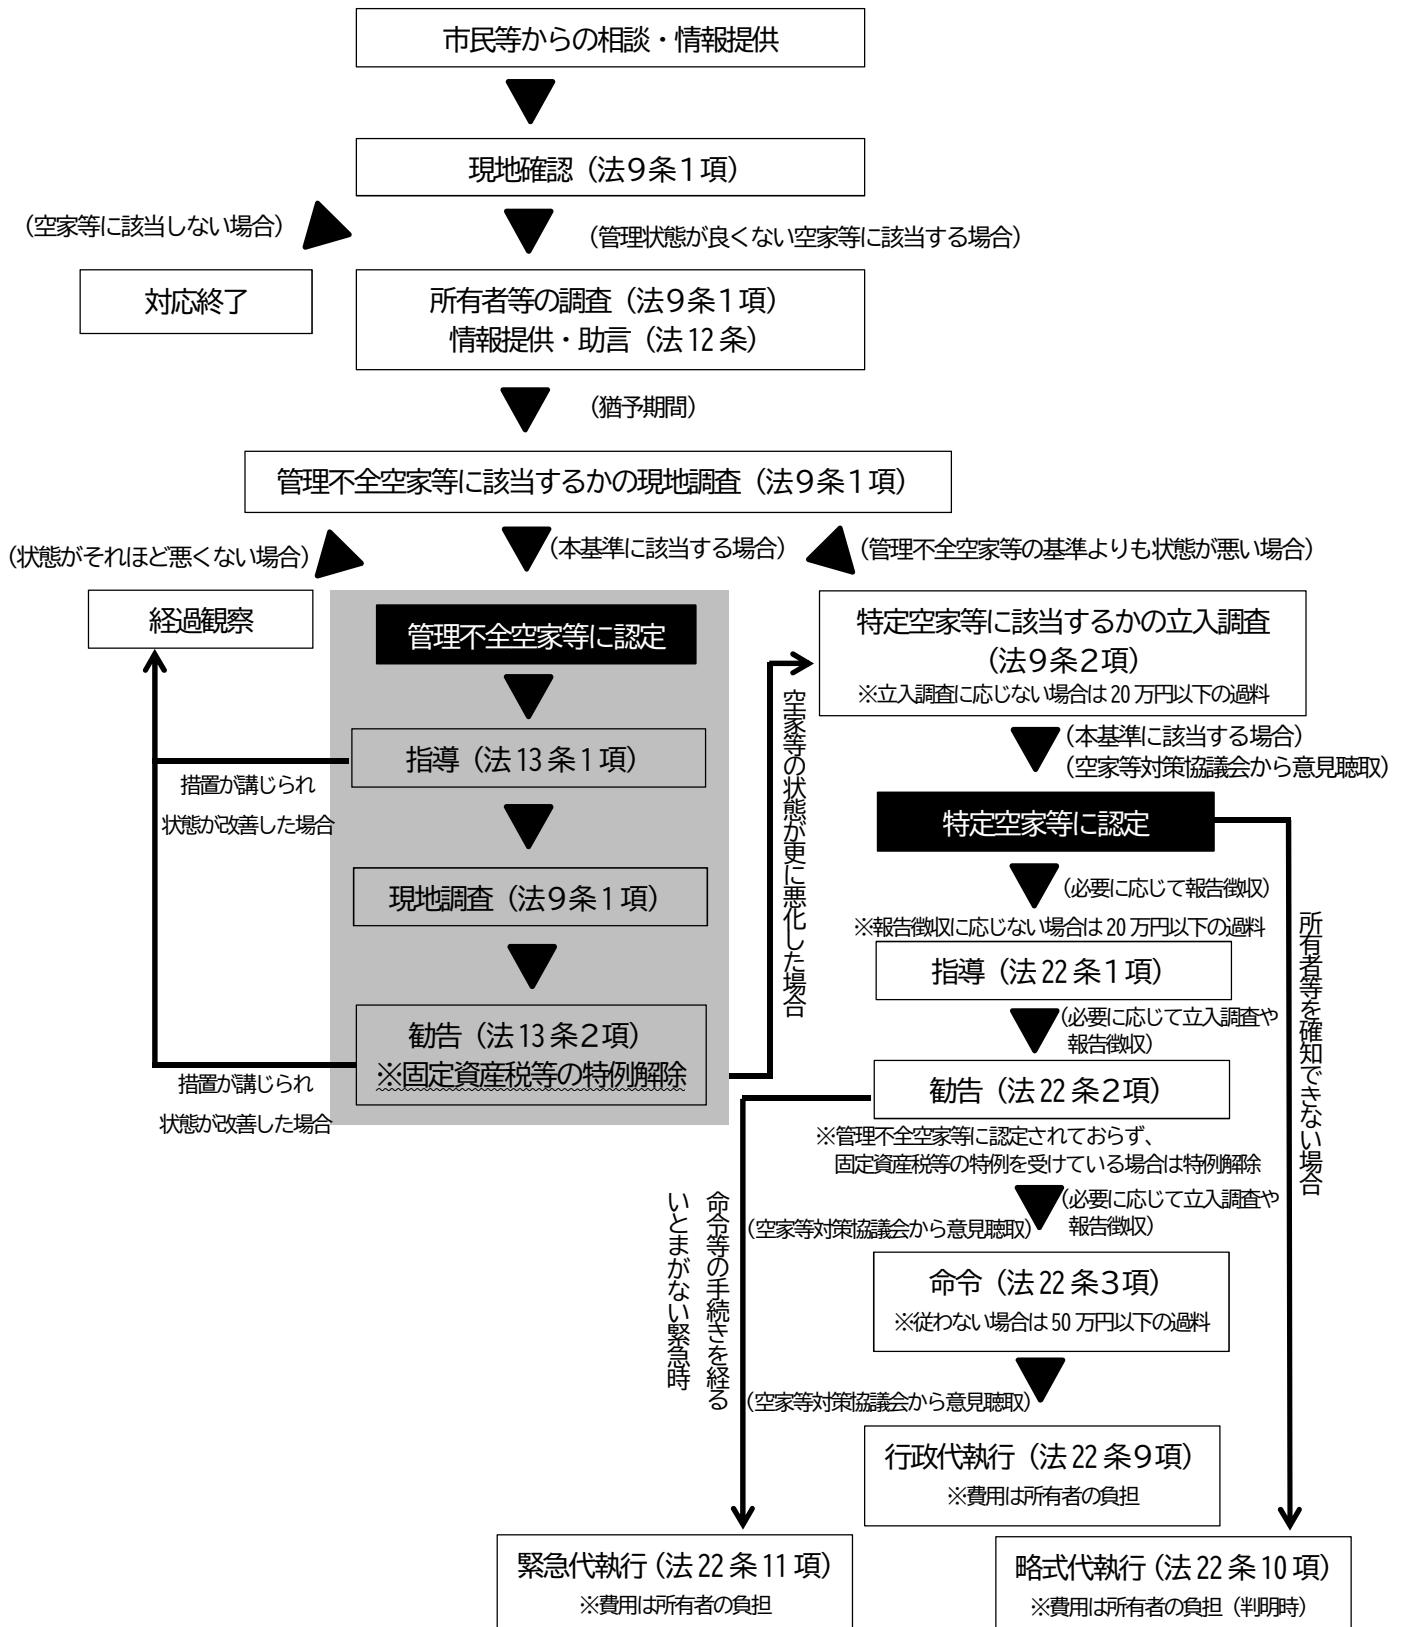 市民等からの相談・情報提供
現地確認（法９条１項）
（空家等に該当しない場合）
（管理状態が良くない空家等に該当する場合）
対応終了
所有者等の調査（法９条１項）
情報提供・助言（法12条）
（猶予期間）
管理不全空家等に該当するかの現地調査（法９条１項）
（状態がそれほど悪くない場合）
（本基準に該当する場合）
（管理不全空家等の基準よりも状態が悪い場合）
経過観察
管理不全空家等に認定
指導（法13条１項）
措置が講じられ
状態が改善した場合
現地調査（法９条１項）
勧告（法13条２項）
※固定資産税等の特例解除
措置が講じられ
状態が改善した場合
空家等の状態が更に悪化した場合
特定空家等に該当するかの立入調査
（法９条２項）
※立入調査に応じない場合は20万円以下の過料
（本基準に該当する場合）
（空家等対策協議会から意見聴取）
特定空家等に認定
（必要に応じて報告徴収）
※報告徴収に応じない場合は20万円以下の過料
指導（法22条１項）
（必要に応じて立入調査や
報告徴収）
勧告（法22条２項）
※管理不全空家等に認定されておらず、
固定資産税等の特例を受けている場合は特例解除
（必要に応じて立入調査や
報告徴収）
（空家等対策協議会から意見聴取）
命令（法22条３項）
※従わない場合は50万円以下の過料
（空家等対策協議会から意見聴取）
行政代執行（法22条９項）
※費用は所有者の負担
命令等の手続きを経る
いとまがない緊急時
所有者等を確知できない場合
緊急代執行（法22条11項）
※費用は所有者の負担
略式代執行（法22条10項）
※費用は所有者の負担（判明時）